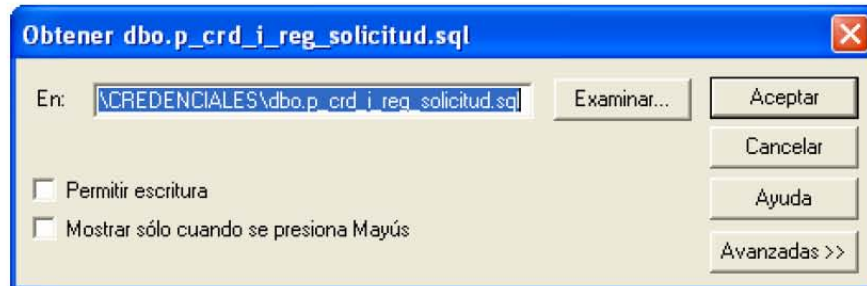 Obtener dbo.p_crd_i_reg_solicitud.sql
En: \CREDENCIALES\dbo.p_crd_i_reg_solicitud.sql Examinar... Aceptar
Cancelar
Permitir escritura Ayuda
Mostrar sólo cuando se presiona Mayús
Avanzadas >>